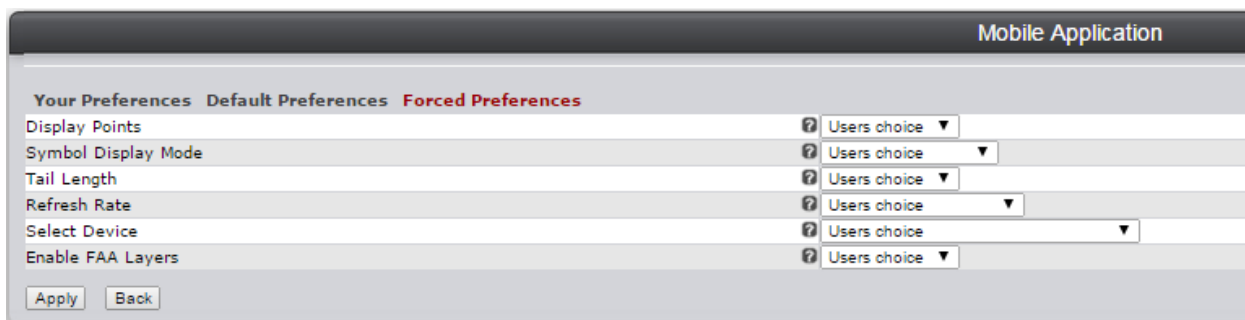 Mobile Application
Your Preferences Default Preferences Forced Preferences
Display Points ? Users choice ▼
Symbol Display Mode ? Users choice ▼
Tail Length ? Users choice ▼
Refresh Rate ? Users choice ▼
Select Device ? Users choice ▼
Enable FAA Layers ? Users choice ▼
Apply Back